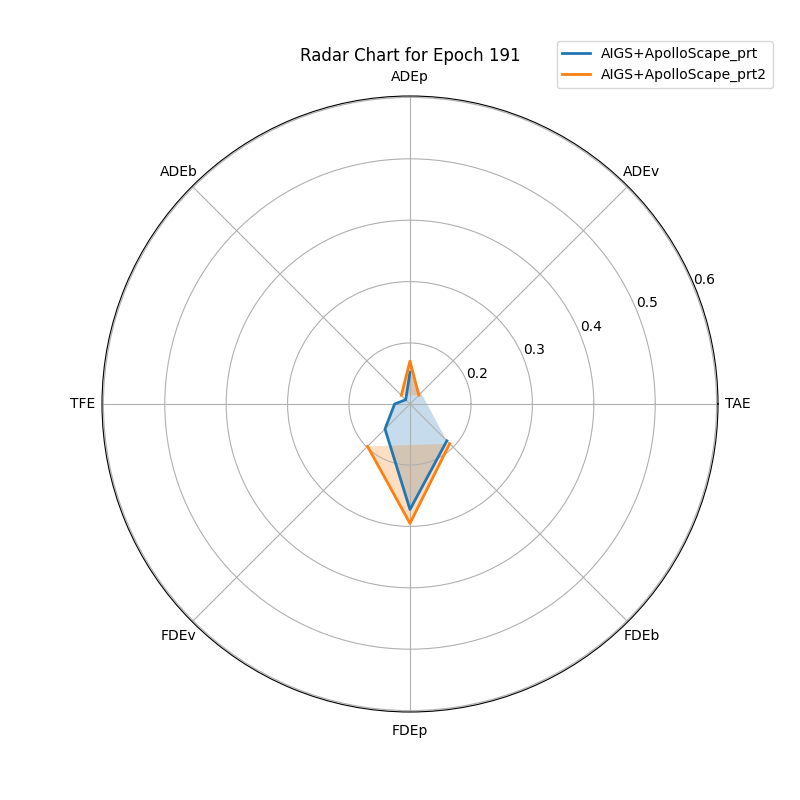 Radar Chart for Epoch 191
AIGS+ApolloScape_prt
AIGS+ApolloScape_prt2
ADEp
ADEb
ADEv
0.6
0.5
0.4
0.3
0.2
TFE
TAE
FDEv
FDEb
FDEp